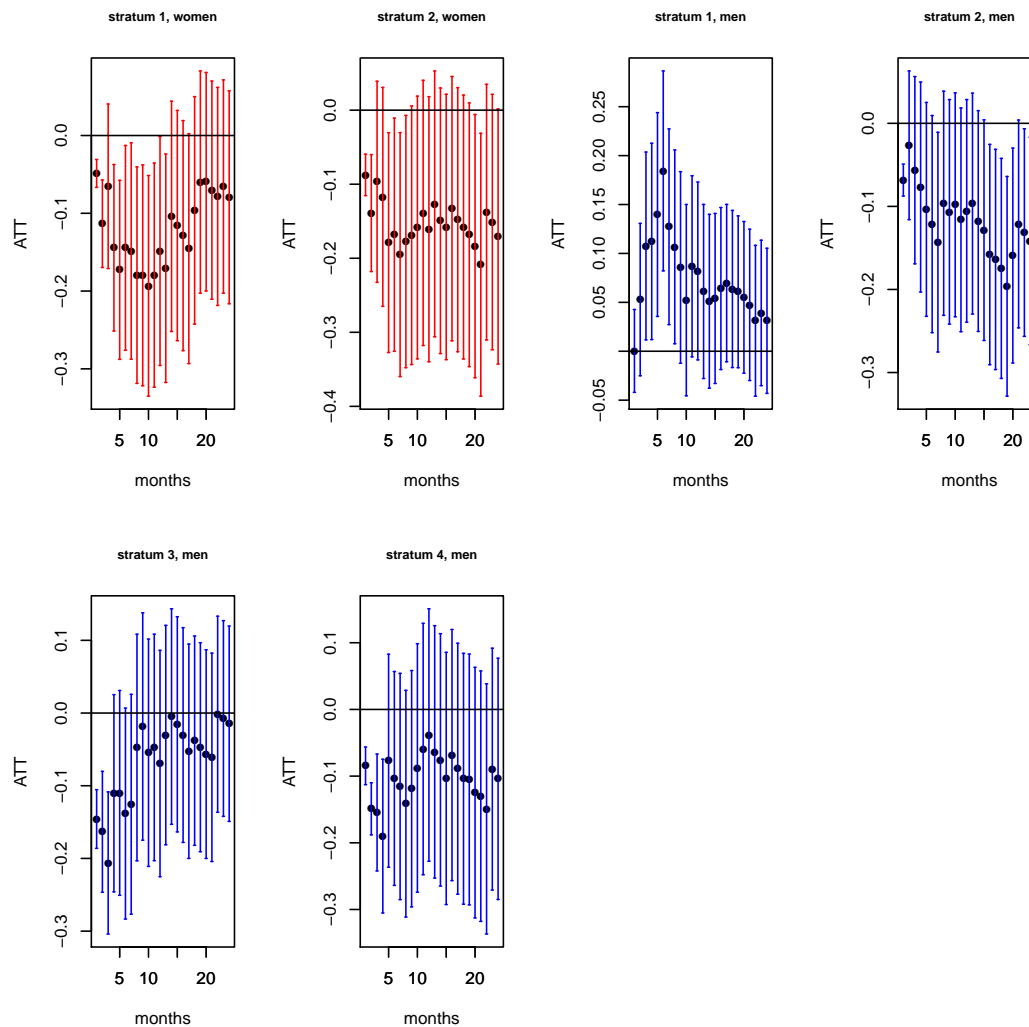 stratum 1, women
ATT
0.0
−0.1
−0.2
−0.3
5 10 20
months
stratum 2, women
ATT
0.0
−0.1
−0.2
−0.3
−0.4
5 10 20
months
stratum 1, men
ATT
0.25
0.20
0.15
0.10
0.05
−0.05
5 10 20
months
stratum 2, men
ATT
0.0
−0.1
−0.2
−0.3
5 10 20
months
stratum 3, men
ATT
0.1
0.0
−0.1
−0.2
−0.3
5 10 20
months
stratum 4, men
ATT
0.1
0.0
−0.1
−0.2
−0.3
5 10 20
months